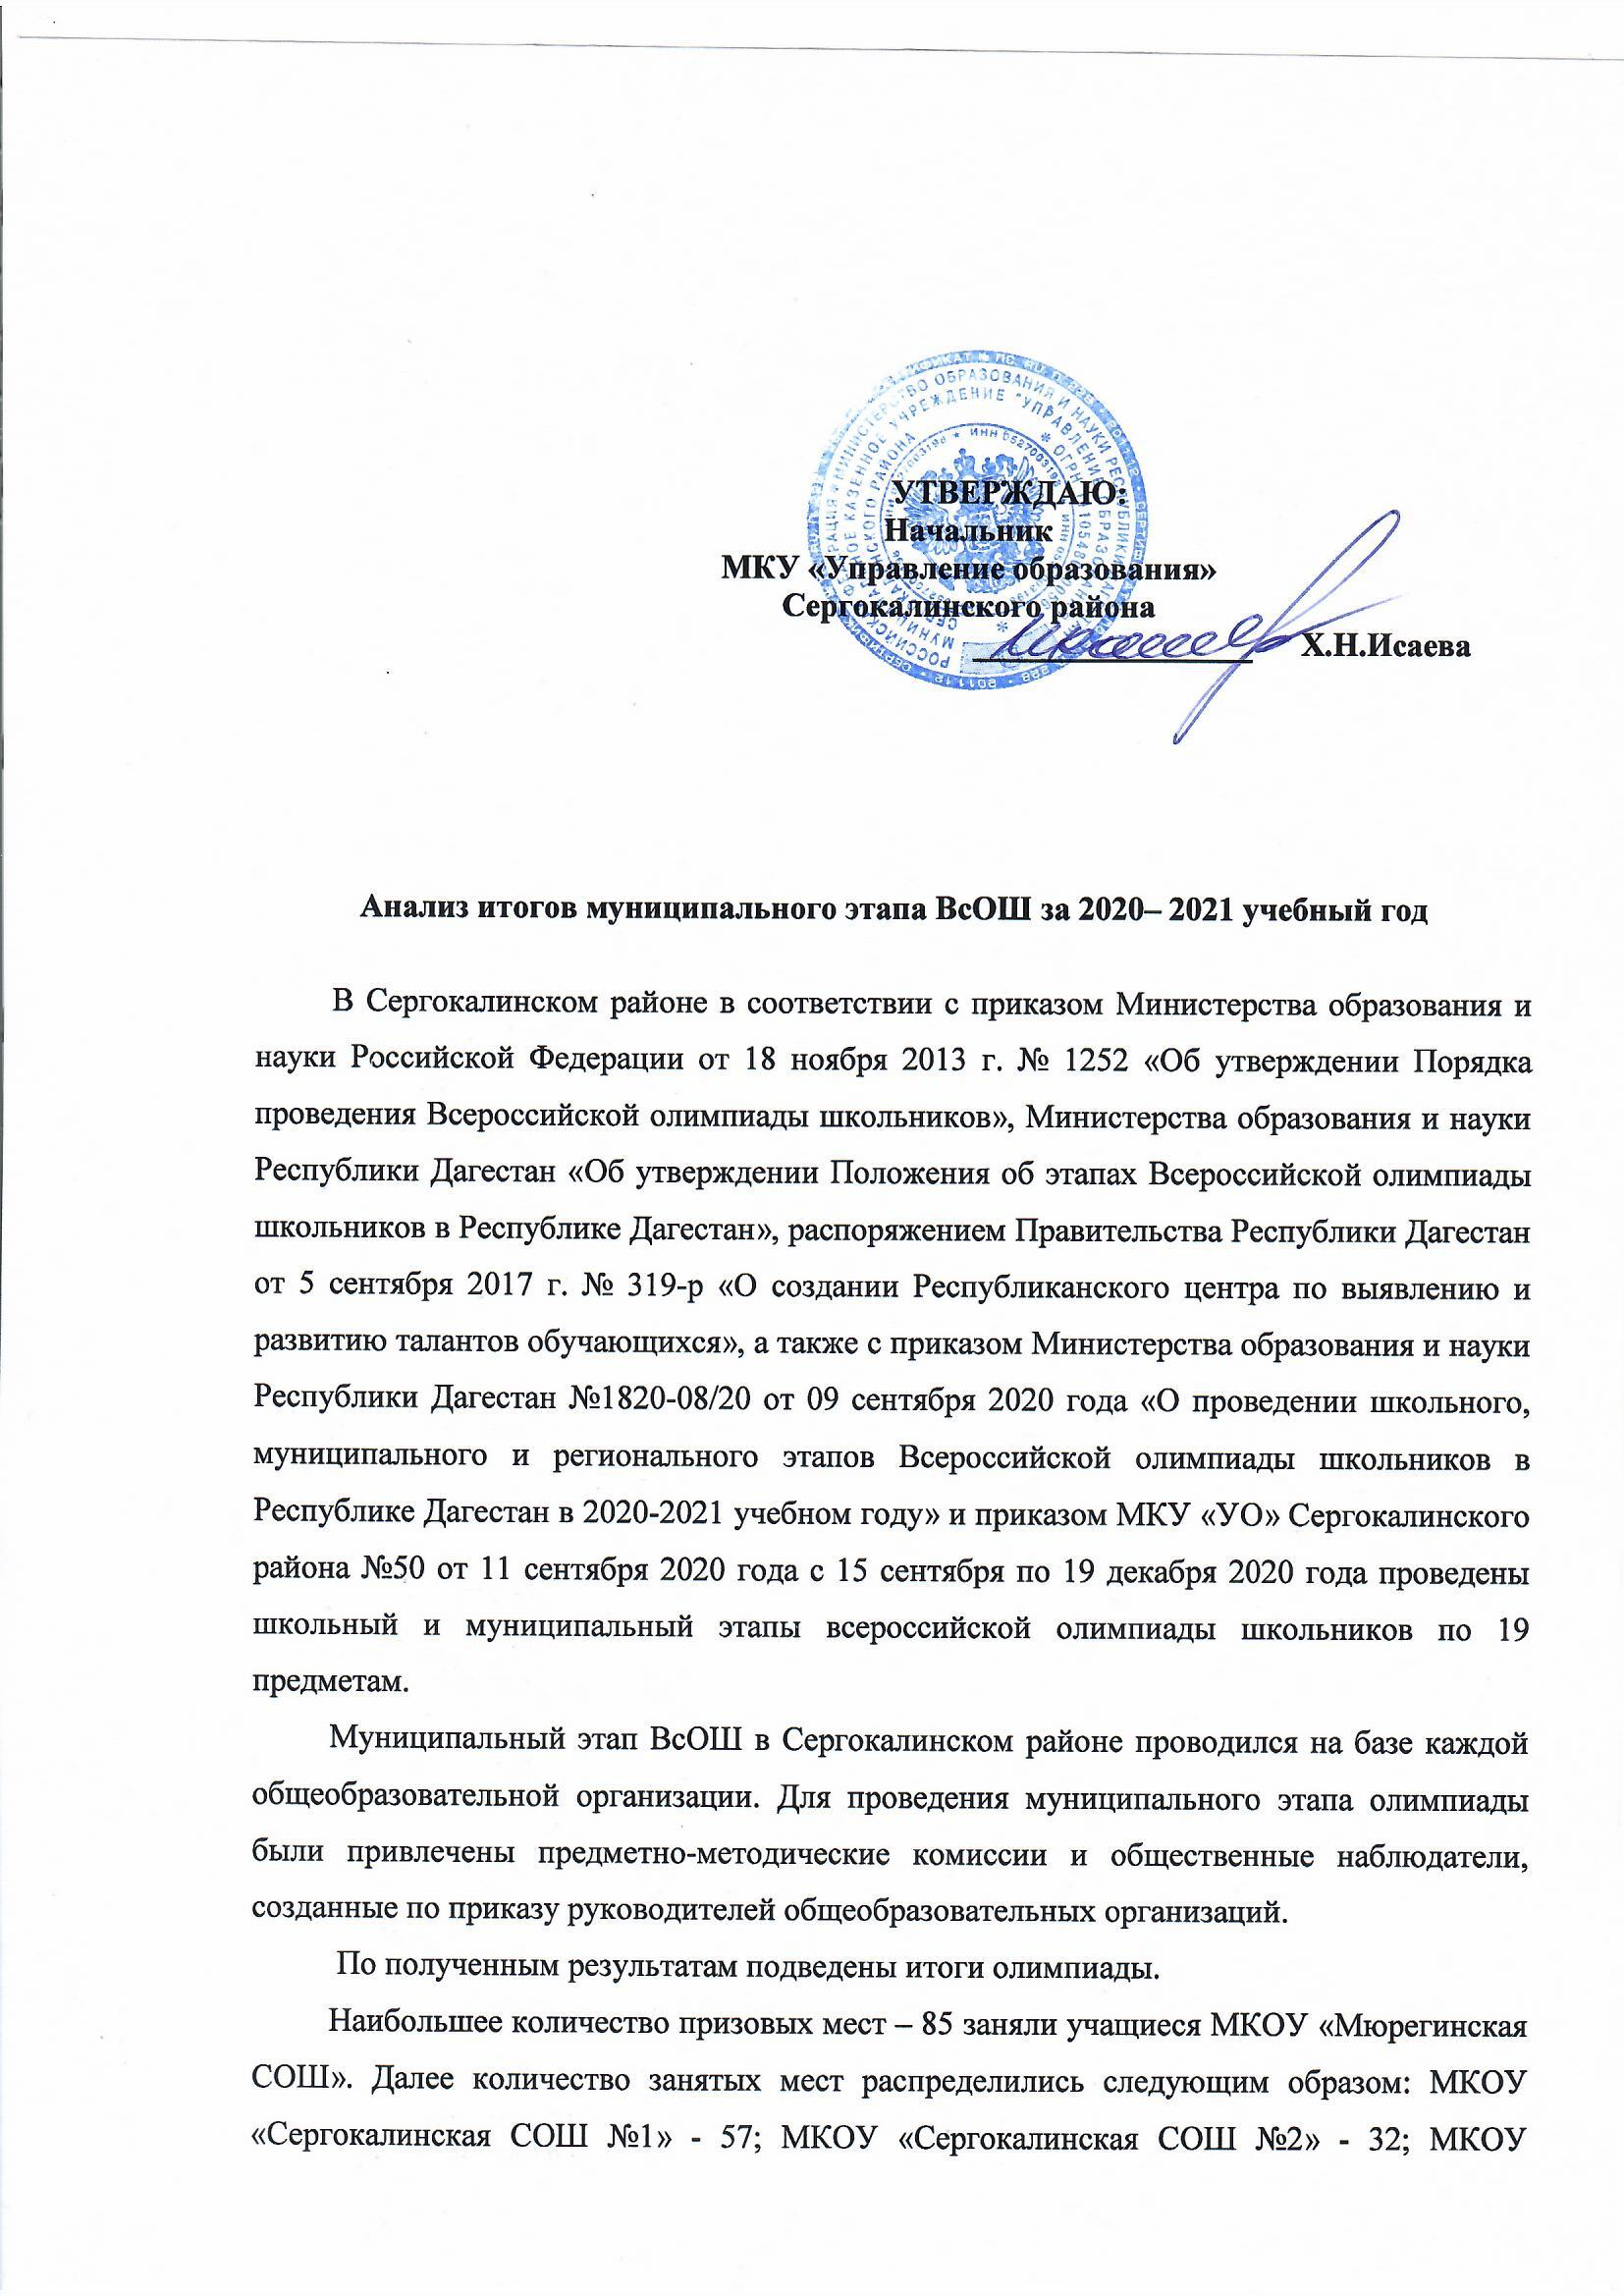 УТВЕРЖДАЮ:
Начальник
МКУ «Управление образования»
Сергокалинского района
Х.Н.Исаева
Анализ итогов муниципального этапа ВсОШ за 2020– 2021 учебный год
В Сергокалинском районе в соответствии с приказом Министерства образования и
науки Российской Федерации от 18 ноября 2013 г. № 1252 «Об утверждении Порядка
проведения Всероссийской олимпиады школьников», Министерства образования и науки
Республики Дагестан «Об утверждении Положения об этапах Всероссийской олимпиады
школьников в Республике Дагестан», распоряжением Правительства Республики Дагестан
от 5 сентября 2017 г. № 319-р «О создании Республиканского центра по выявлению и
развитию талантов обучающихся», а также с приказом Министерства образования и науки
Республики Дагестан №1820-08/20 от 09 сентября 2020 года «О проведении школьного,
муниципального и регионального этапов Всероссийской олимпиады школьников в
Республике Дагестан в 2020-2021 учебном году» и приказом МКУ «УО» Сергокалинского
района №50 от 11 сентября 2020 года с 15 сентября по 19 декабря 2020 года проведены
школьный и муниципальный этапы всероссийской олимпиады школьников по 19
предметам.
Муниципальный этап ВсОШ в Сергокалинском районе проводился на базе каждой
общеобразовательной организации. Для проведения муниципального этапа олимпиады
были привлечены предметно-методические комиссии и общественные наблюдатели,
созданные по приказу руководителей общеобразовательных организаций.
По полученным результатам подведены итоги олимпиады.
Наибольшее количество призовых мест – 85 заняли учащиеся МКОУ «Мюрегинская
СОШ». Далее количество занятых мест распределились следующим образом: МКОУ
«Сергокалинская СОШ №1» - 57; МКОУ «Сергокалинская СОШ №2» - 32; МКОУ